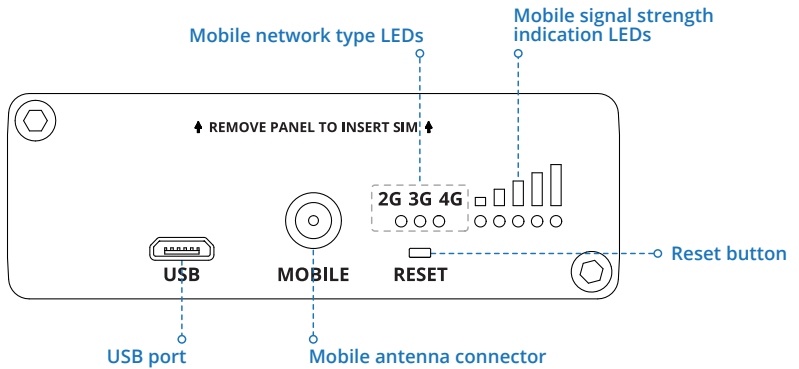 Mobile signal strength
indication LEDs
Mobile network type LEDs
REMOVE PANEL TO INSERT SIM
2G 3G 4G
USB
MOBILE
RESET
Reset button
USB port
Mobile antenna connector